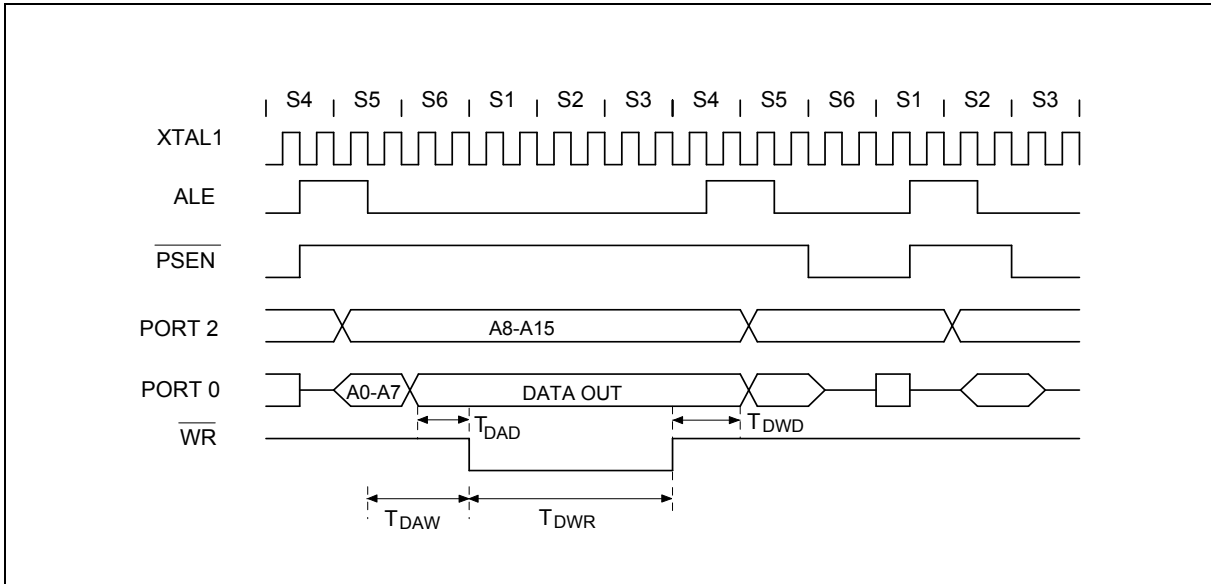 S4 S5 S6 S1 S2 S3 S4 S5 S6 S1 S2 S3
XTAL1
ALE
PSEN
PORT 2
A8-A15
PORT 0
A0-A7
DATA OUT
TDAD
TDWD
WR
TDAW
TDWR